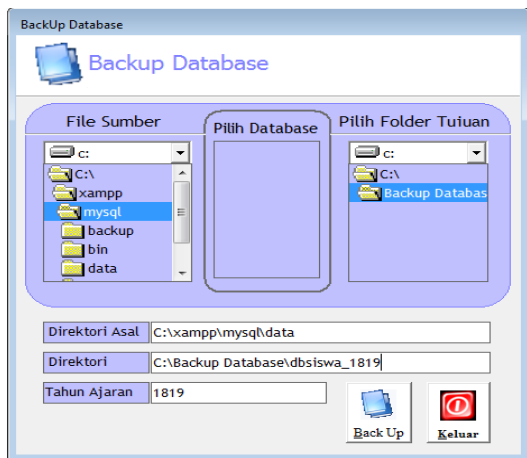 BackUp Database
Backup Database
File Sumber
Pilih Database
Pilih Folder Tujuan
c:
C:\
xampp
mysql
backup
bin
data
c:
C:\
Backup Databas
Direktori Asal C:\xampp\mysql\data
Direktori C:\Backup Database\dbsiswa_1819
Tahun Ajaran 1819
Back Up
Keluar